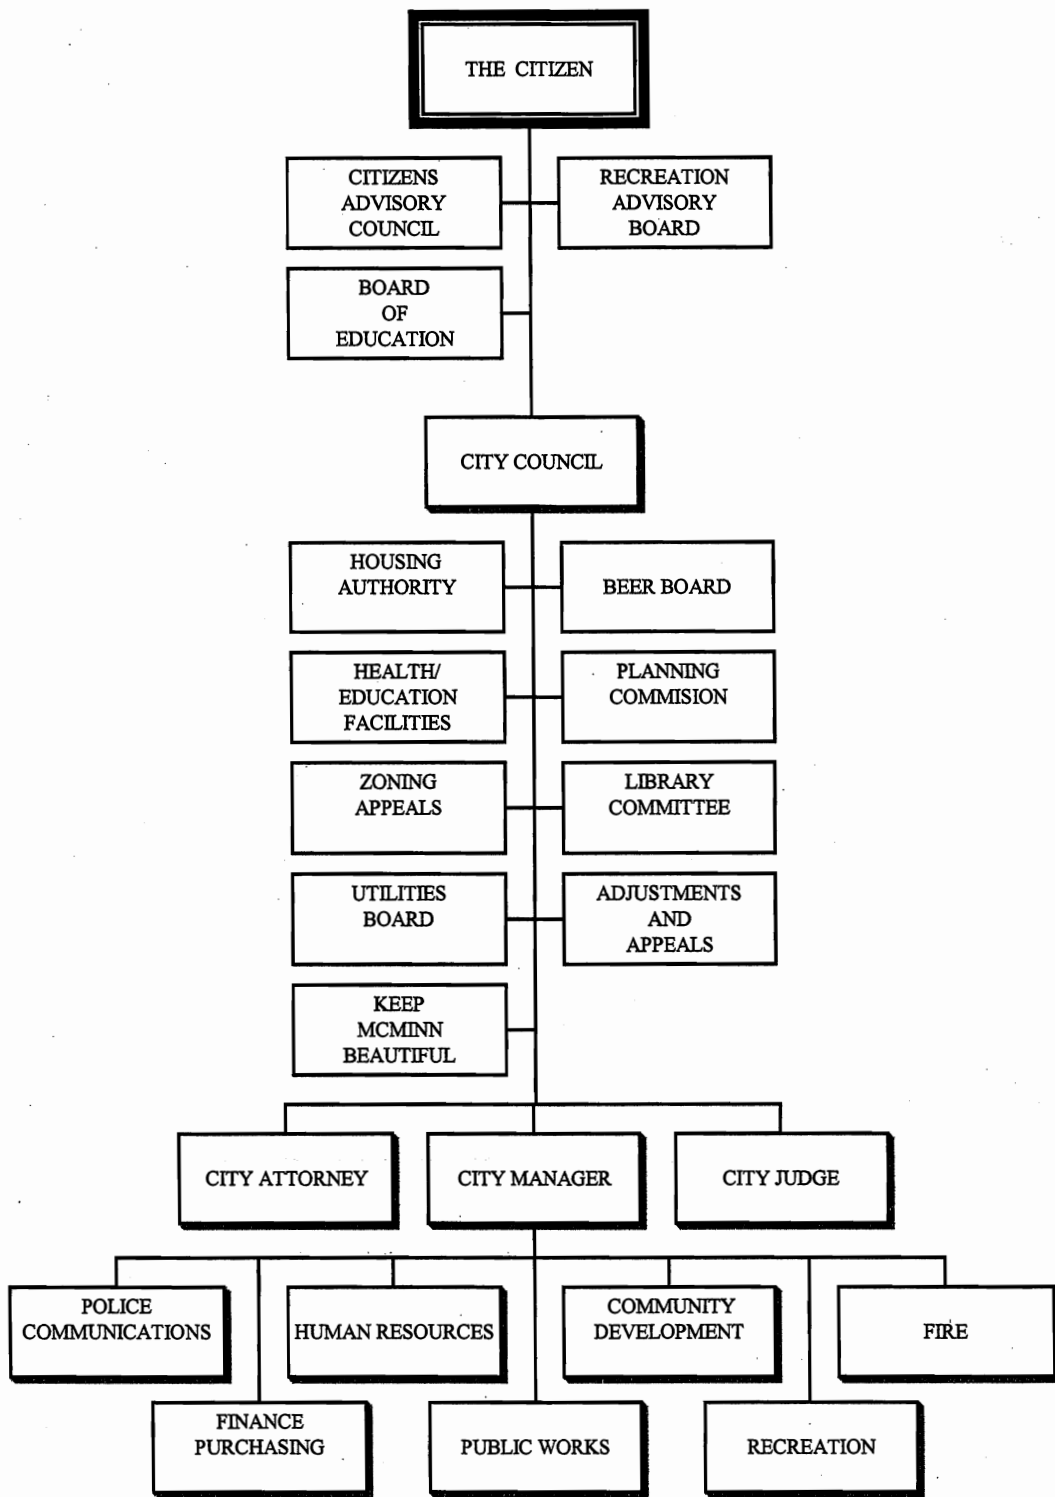 THE CITIZEN
CITIZENS
ADVISORY
COUNCIL
RECREATION
ADVISORY
BOARD
BOARD
OF
EDUCATION
CITY COUNCIL
HOUSING
AUTHORITY
BEER BOARD
HEALTH/
EDUCATION
FACILITIES
PLANNING
COMMISION
ZONING
APPEALS
LIBRARY
COMMITTEE
UTILITIES
BOARD
ADJUSTMENTS
AND
APPEALS
KEEP
MCMINN
BEAUTIFUL
CITY ATTORNEY
CITY MANAGER
CITY JUDGE
POLICE
COMMUNICATIONS
HUMAN RESOURCES
COMMUNITY
DEVELOPMENT
FIRE
FINANCE
PURCHASING
PUBLIC WORKS
RECREATION